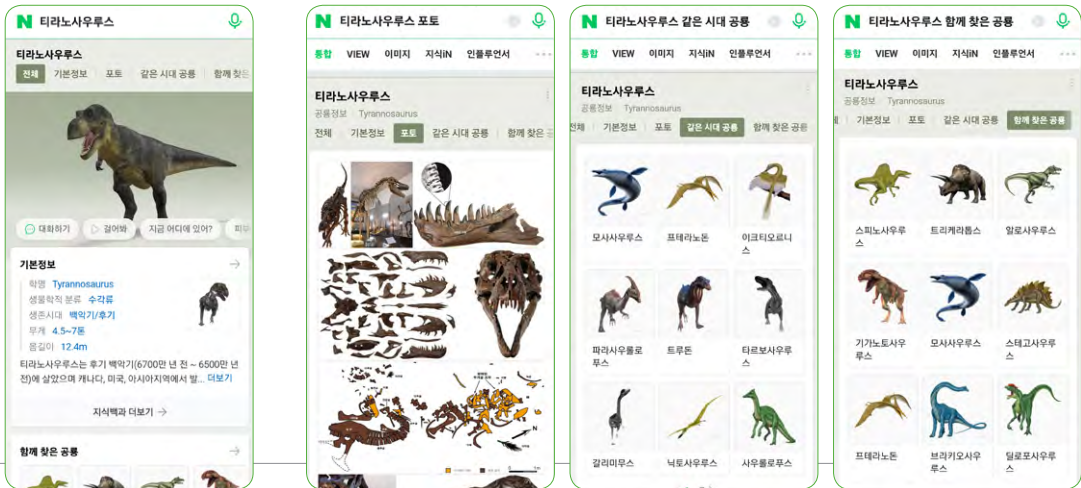 N 티라노사우루스
티라노사우루스
전체 기본정보 포토 같은 시대 공룡 함께 찾은
대화하기 걸어봐 지금 어디에 있어? 피부
기본정보
학명 Tyrannosaurus
생물학적 분류 수각류
생존시대 백악기/후기
무게 4.5~7톤
몸길이 12.4m
티라노사우루스는 후기 백악기(6700만 년 전 ~ 6500만 년
전)에 살았으며 캐나다, 미국, 아시아지역에서 발... 더보기
지식백과 더보기
함께 찾은 공룡
N 티라노사우루스 포토
통합 VIEW 이미지 지식iN 인플루언서
티라노사우루스
공룡정보 Tyrannosaurus
전체 기본정보 포토 같은 시대 공룡 함께 찾은
N 티라노사우루스 같은 시대 공룡
통합 VIEW 이미지 지식iN 인플루언서
티라노사우루스
공룡정보 Tyrannosaurus
전체 기본정보 포토 같은 시대 공룡 함께 찾은 공룡
모사사우루스 프테라노돈 이크티오르니
스
파라사우롤로 트루돈 타르보사우루
푸스 스
갈리미무스 닉토사우루스 사우롤로푸스
N 티라노사우루스 함께 찾은 공룡
통합 VIEW 이미지 지식iN 인플루언서
티라노사우루스
공룡정보 Tyrannosaurus
체 기본정보 포토 같은 시대 공룡 함께 찾은 공룡
스피노사우루 트리케라톱스 알로사우루스
스
기가노토사우 모사사우루스 스테고사우루
루스 스
프테라노돈 브라키오사우 딜로포사우루
루스 스